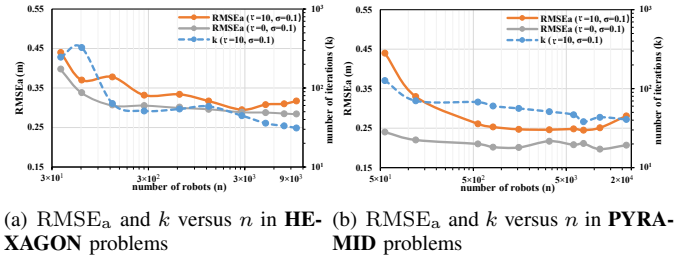 RMSEa (τ=10, σ=0.1)
RMSEa (τ=0, σ=0.1)
k (τ=10, σ=0.1)
0.55
0.45
0.35
0.25
0.15
RMSEa (m)
10³
10²
10¹
number of iterations (k)
3×10¹
3×10²
3×10³
9×10³
number of robots (n)
(a) RMSEₐ and k versus n in HE-
XAGON problems
RMSEa (τ=10, σ=0.1)
RMSEa (τ=0, σ=0.1)
k (τ=10, σ=0.1)
0.55
0.45
0.35
0.25
0.15
RMSEa (m)
10³
10²
10¹
number of iterations (k)
5×10¹
5×10²
5×10³
2×10⁴
number of robots (n)
(b) RMSEₐ and k versus n in PYRA-
MID problems